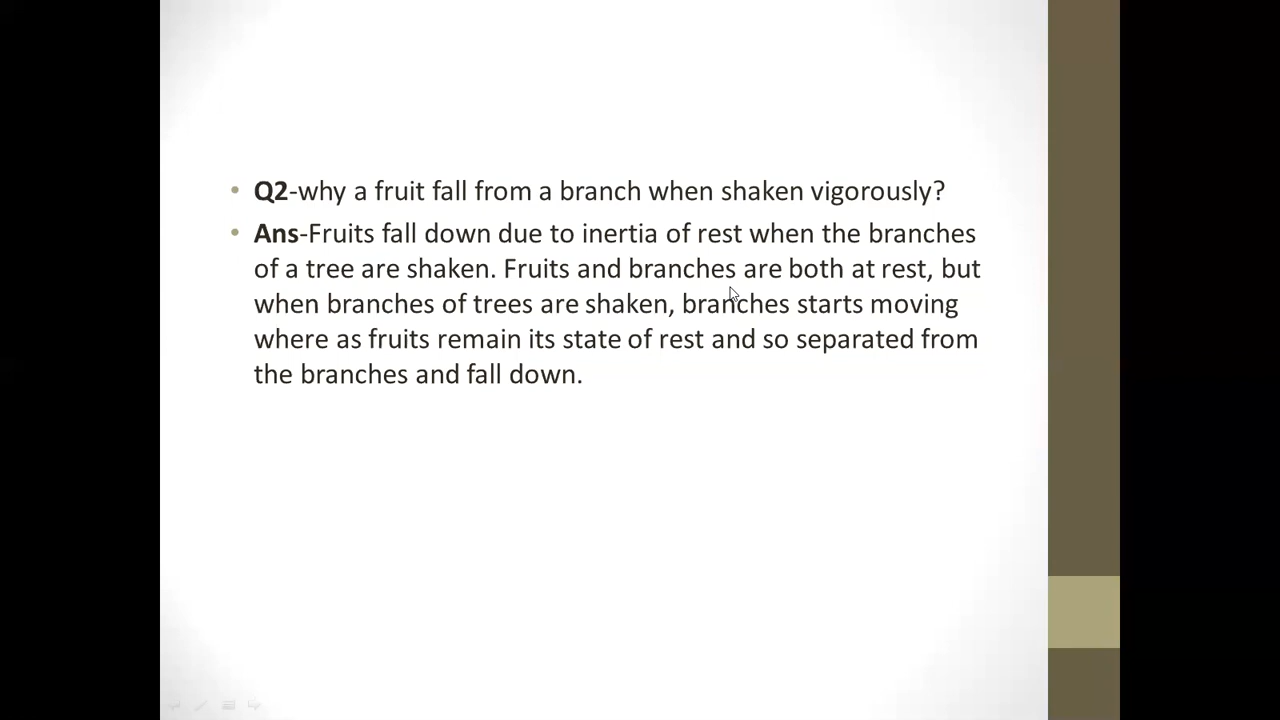 • Q2-why a fruit fall from a branch when shaken vigorously?
• Ans-Fruits fall down due to inertia of rest when the branches
of a tree are shaken. Fruits and branches are both at rest, but
when branches of trees are shaken, branches starts moving
where as fruits remain its state of rest and so separated from
the branches and fall down.